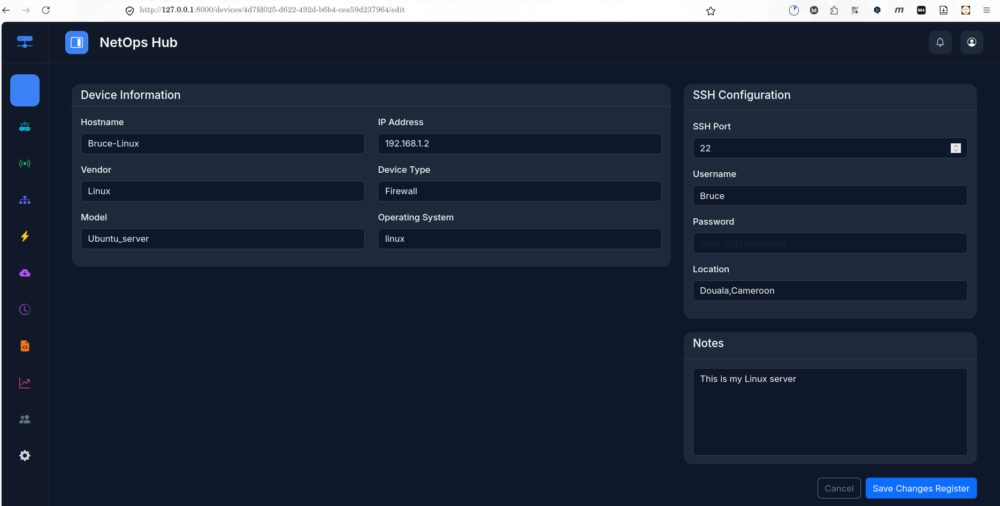 http://127.0.0.1:8000/devices/4d7fd025-d622-492d-b6b4-cea59d237964/edit
NetOps Hub
Device Information
Hostname
IP Address
Bruce-Linux
192.168.1.2
Vendor
Device Type
Linux
Firewall
Model
Operating System
Ubuntu_server
linux
SSH Configuration
SSH Port
22
Username
Bruce
Password
Enter SSH password
Location
Douala,Cameroon
Notes
This is my Linux server
Cancel
Save Changes Register